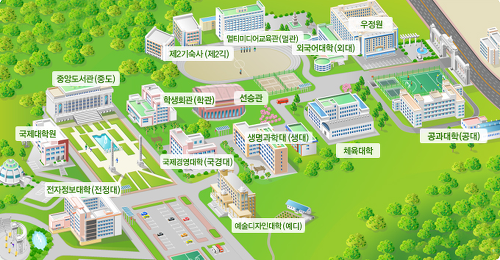 우정원
멀티미디어교육관 (멀관)
외국어대학 (외대)
제2기숙사 (제2긱)
중앙도서관 (중도)
학생회관 (학관)
선승관
국제대학원
생명과학대 (생대)
공과대학 (공대)
체육대학
국제경영대학 (국경대)
전자정보대학 (전정대)
예술디자인대학 (예디)